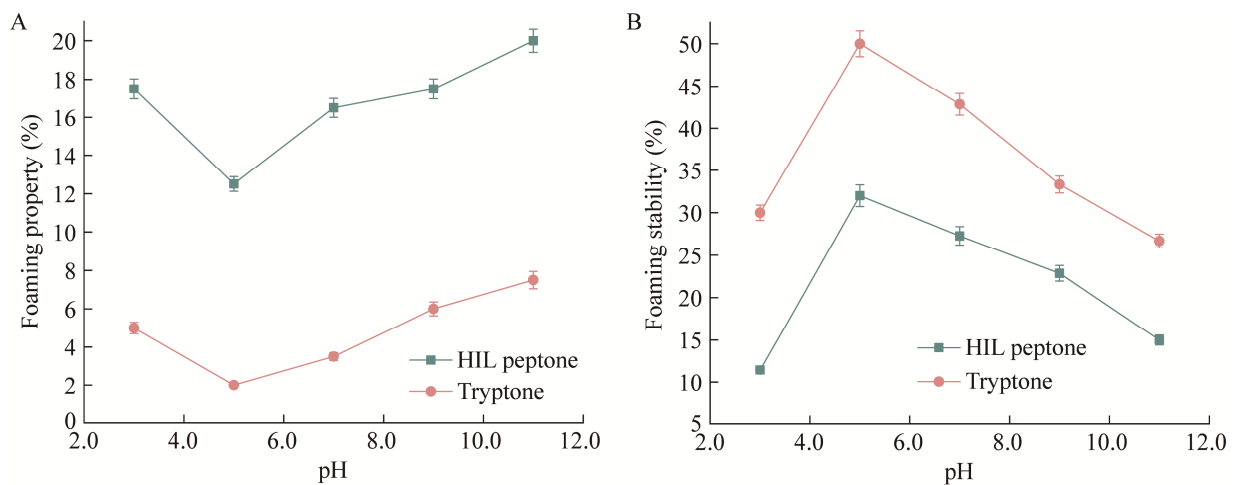 A
Foaming property (%)
20
18
16
14
12
10
8
6
4
2
0
2.0 4.0 6.0 8.0 10.0 12.0
pH
HIL peptone
Tryptone
B
Foaming stability (%)
50
45
40
35
30
25
20
15
10
5
2.0 4.0 6.0 8.0 10.0 12.0
pH
HIL peptone
Tryptone